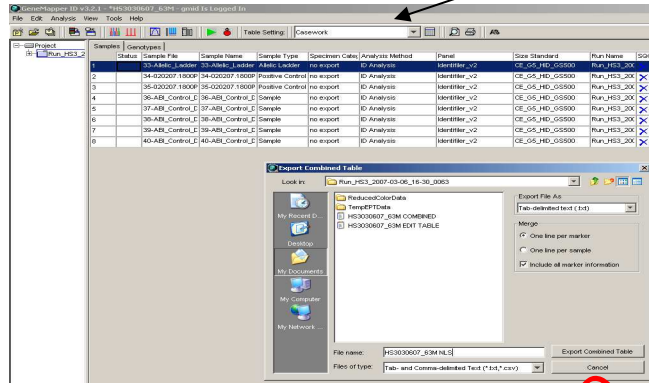 GeneMapper ID v3.2.1 - *HS3030607_63M - gmid Is Logged In
File Edit Analysis View Tools Help
Table Setting: Casework
Project
Run_HS3_2
Samples Genotypes
Status Sample File Sample Name Sample Type Specimen Categ Analysis Method Panel Size Standard Run Name SQ
1 33-Allelic_Ladder 33-Allelic_Ladder Allelic Ladder no export ID Analysis Identifiler_v2 CE_G5_HID_GS500 Run_HS3_200
2 34-020207.1800P 34-020207.1800P Positive Control no export ID Analysis Identifiler_v2 CE_G5_HID_GS500 Run_HS3_200
3 35-020207.1800P 35-020207.1800P Positive Control no export ID Analysis Identifiler_v2 CE_G5_HID_GS500 Run_HS3_200
4 36-ABI_Control_D 36-ABI_Control_D Sample no export ID Analysis Identifiler_v2 CE_G5_HID_GS500 Run_HS3_200
5 37-ABI_Control_D 37-ABI_Control_D Sample no export ID Analysis Identifiler_v2 CE_G5_HID_GS500 Run_HS3_200
6 38-ABI_Control_D 38-ABI_Control_D Sample no export ID Analysis Identifiler_v2 CE_G5_HID_GS500 Run_HS3_200
7 39-ABI_Control_D 39-ABI_Control_D Sample no export ID Analysis Identifiler_v2 CE_G5_HID_GS500 Run_HS3_200
8 40-ABI_Control_D 40-ABI_Control_D Sample no export ID Analysis Identifiler_v2 CE_G5_HID_GS500 Run_HS3_200
Export Combined Table
Look in: Run_HS3_2007-03-06_16-30_0063
My Recent D...
Desktop
My Documents
My Computer
My Network ...
ReducedColorData
TempEPTData
HS3030607_63M COMBINED
HS3030607_63M EDIT TABLE
Export File As
Tab-delimited text (.txt)
Merge
One line per marker
One line per sample
Include all marker information
File name: HS3030607_63M NLS
Export Combined Table
Files of type: Tab- and Comma-delimited Text (*.txt,*.csv)
Cancel